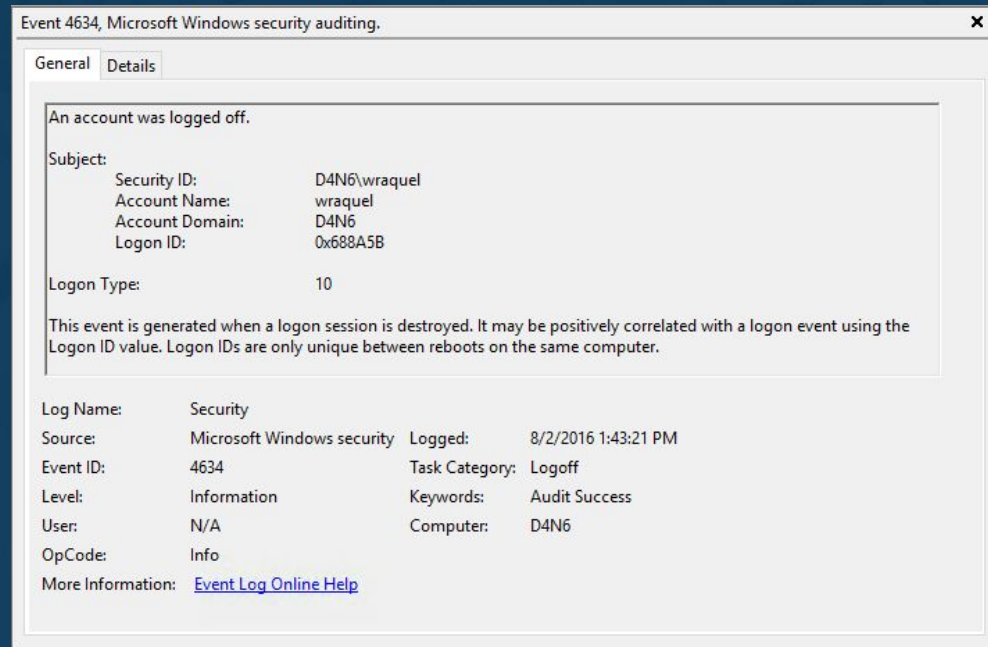 Event 4634, Microsoft Windows security auditing.
General Details
An account was logged off.
Subject:
Security ID: D4N6\wraquel
Account Name: wraquel
Account Domain: D4N6
Logon ID: 0x688A5B
Logon Type: 10
This event is generated when a logon session is destroyed. It may be positively correlated with a logon event using the
Logon ID value. Logon IDs are only unique between reboots on the same computer.
Log Name: Security
Source: Microsoft Windows security Logged: 8/2/2016 1:43:21 PM
Event ID: 4634 Task Category: Logoff
Level: Information Keywords: Audit Success
User: N/A Computer: D4N6
OpCode: Info
More Information: Event Log Online Help